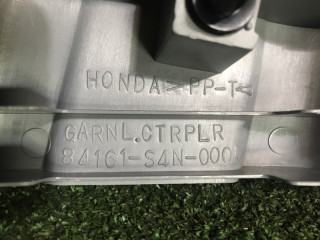 HONDA >PP-T<
GARNL.CTRPLR
84161-S4N-000